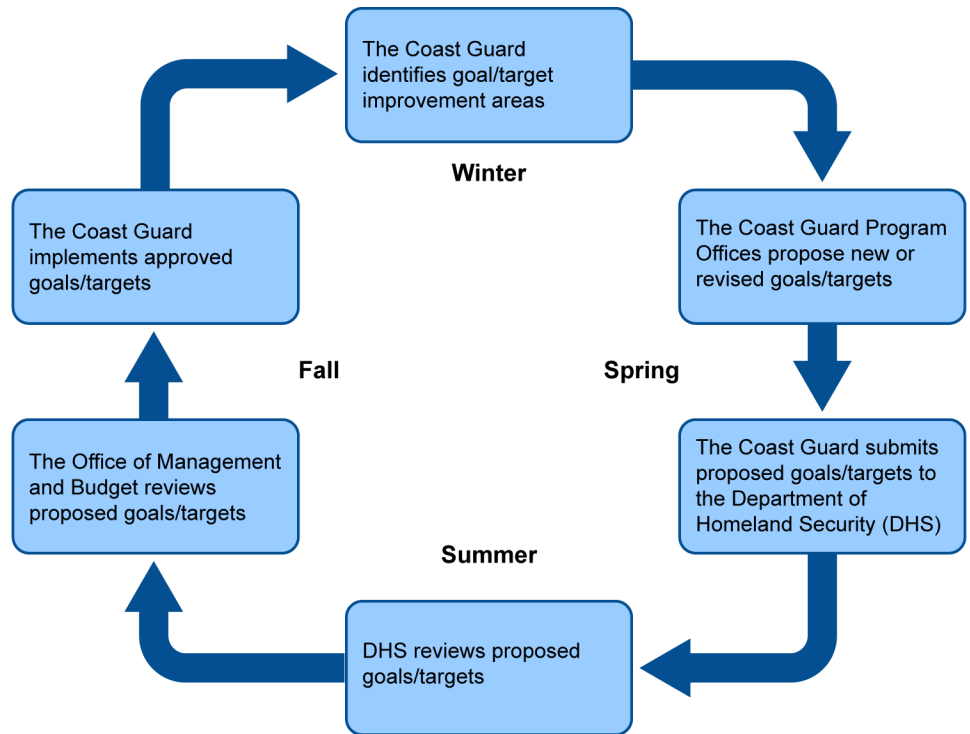 The Coast Guard
identifies goal/target
improvement areas
Winter
The Coast Guard Program
Offices propose new or
revised goals/targets
Spring
The Coast Guard submits
proposed goals/targets to
the Department of
Homeland Security (DHS)
Summer
DHS reviews proposed
goals/targets
The Office of Management
and Budget reviews
proposed goals/targets
Fall
The Coast Guard
implements approved
goals/targets